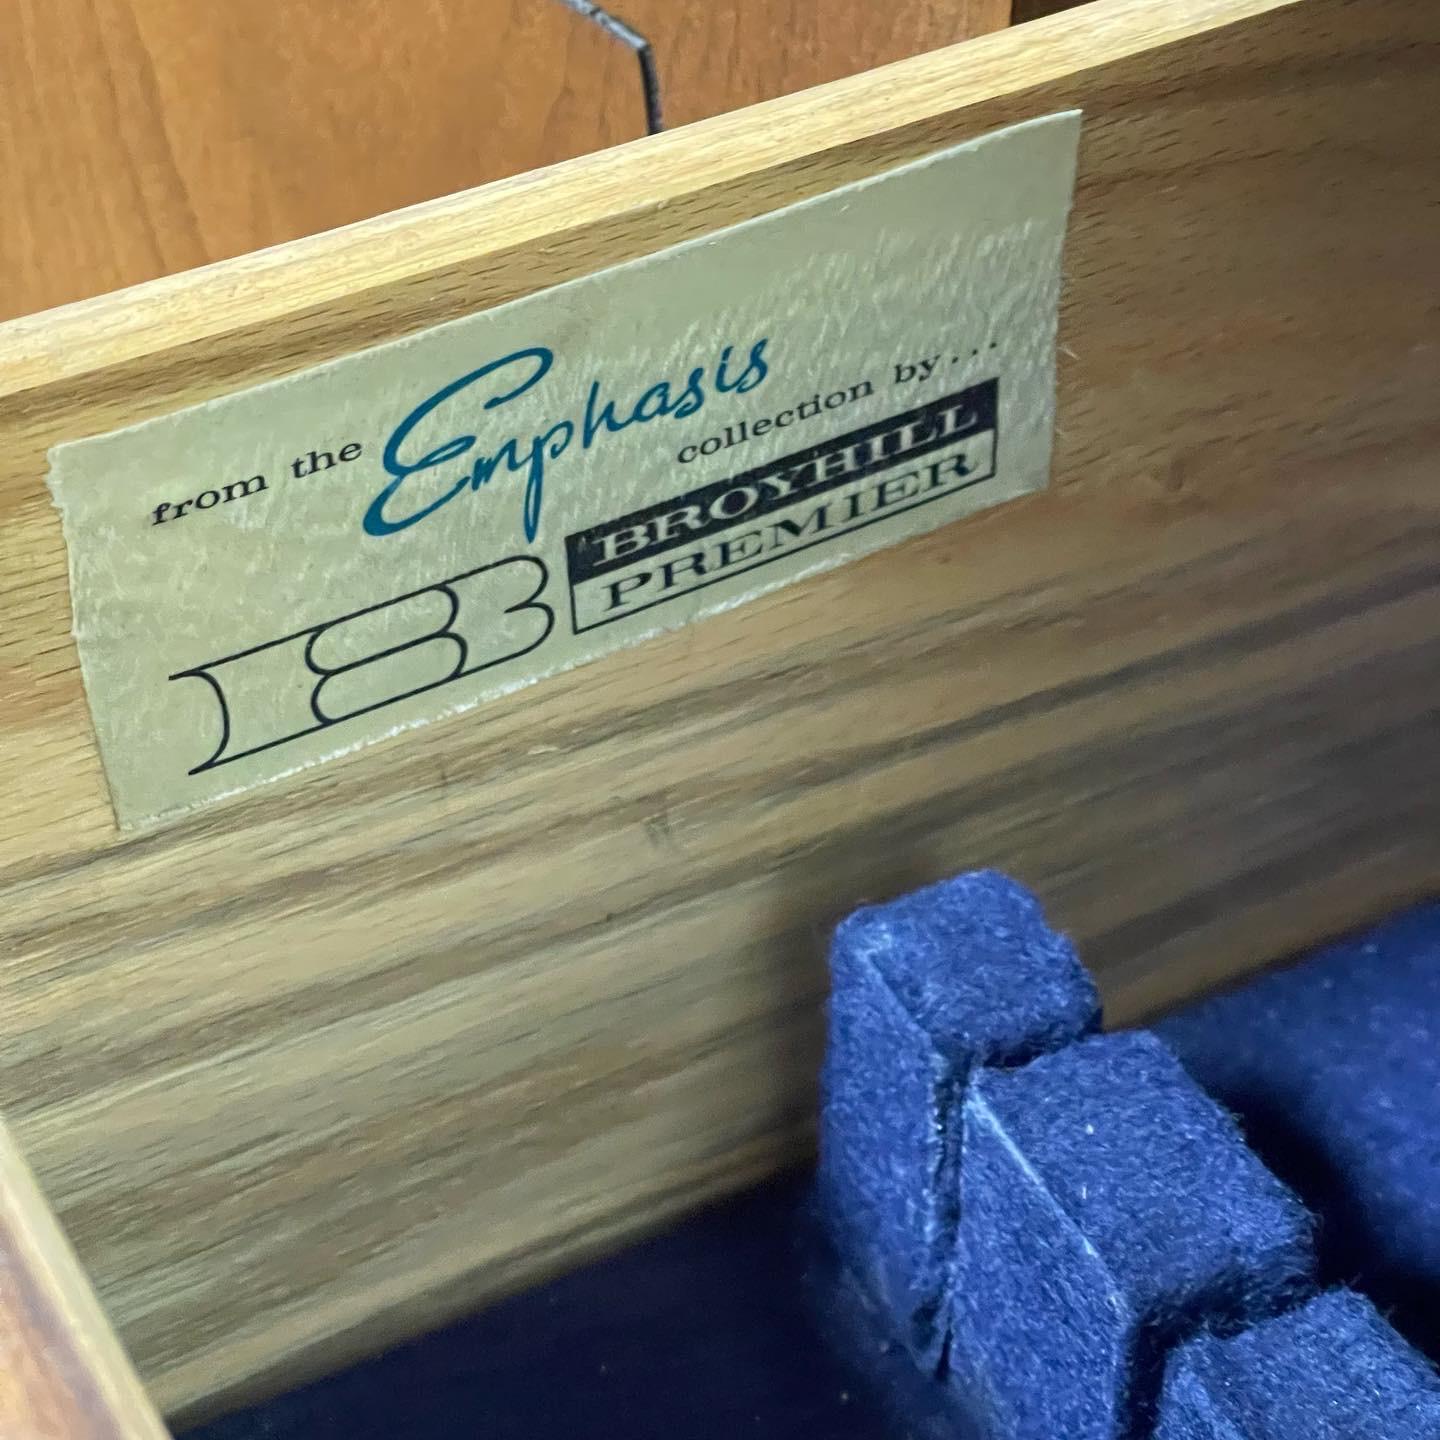 from the Emphasis
collection by...
B BROYHILL
PREMIER